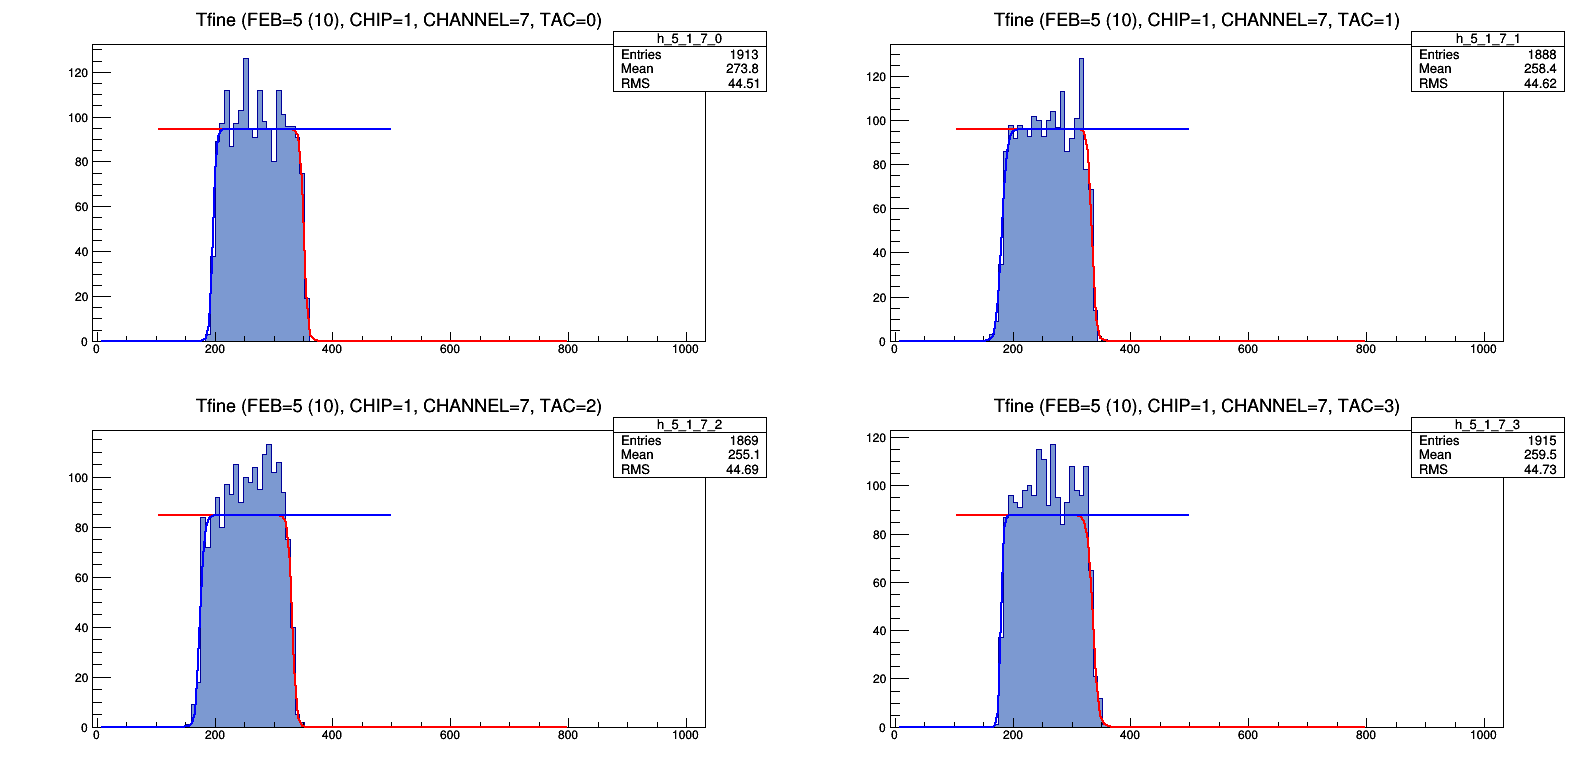 Tfine (FEB=5 (10), CHIP=1, CHANNEL=7, TAC=0)
h_5_1_7_0
Entries 1913
Mean 273.8
RMS 44.51
120
100
80
60
40
20
0
0 200 400 600 800 1000
Tfine (FEB=5 (10), CHIP=1, CHANNEL=7, TAC=1)
h_5_1_7_1
Entries 1888
Mean 258.4
RMS 44.62
120
100
80
60
40
20
0
0 200 400 600 800 1000
Tfine (FEB=5 (10), CHIP=1, CHANNEL=7, TAC=2)
h_5_1_7_2
Entries 1869
Mean 255.1
RMS 44.69
100
80
60
40
20
0
0 200 400 600 800 1000
Tfine (FEB=5 (10), CHIP=1, CHANNEL=7, TAC=3)
h_5_1_7_3
Entries 1915
Mean 259.5
RMS 44.73
120
100
80
60
40
20
0
0 200 400 600 800 1000